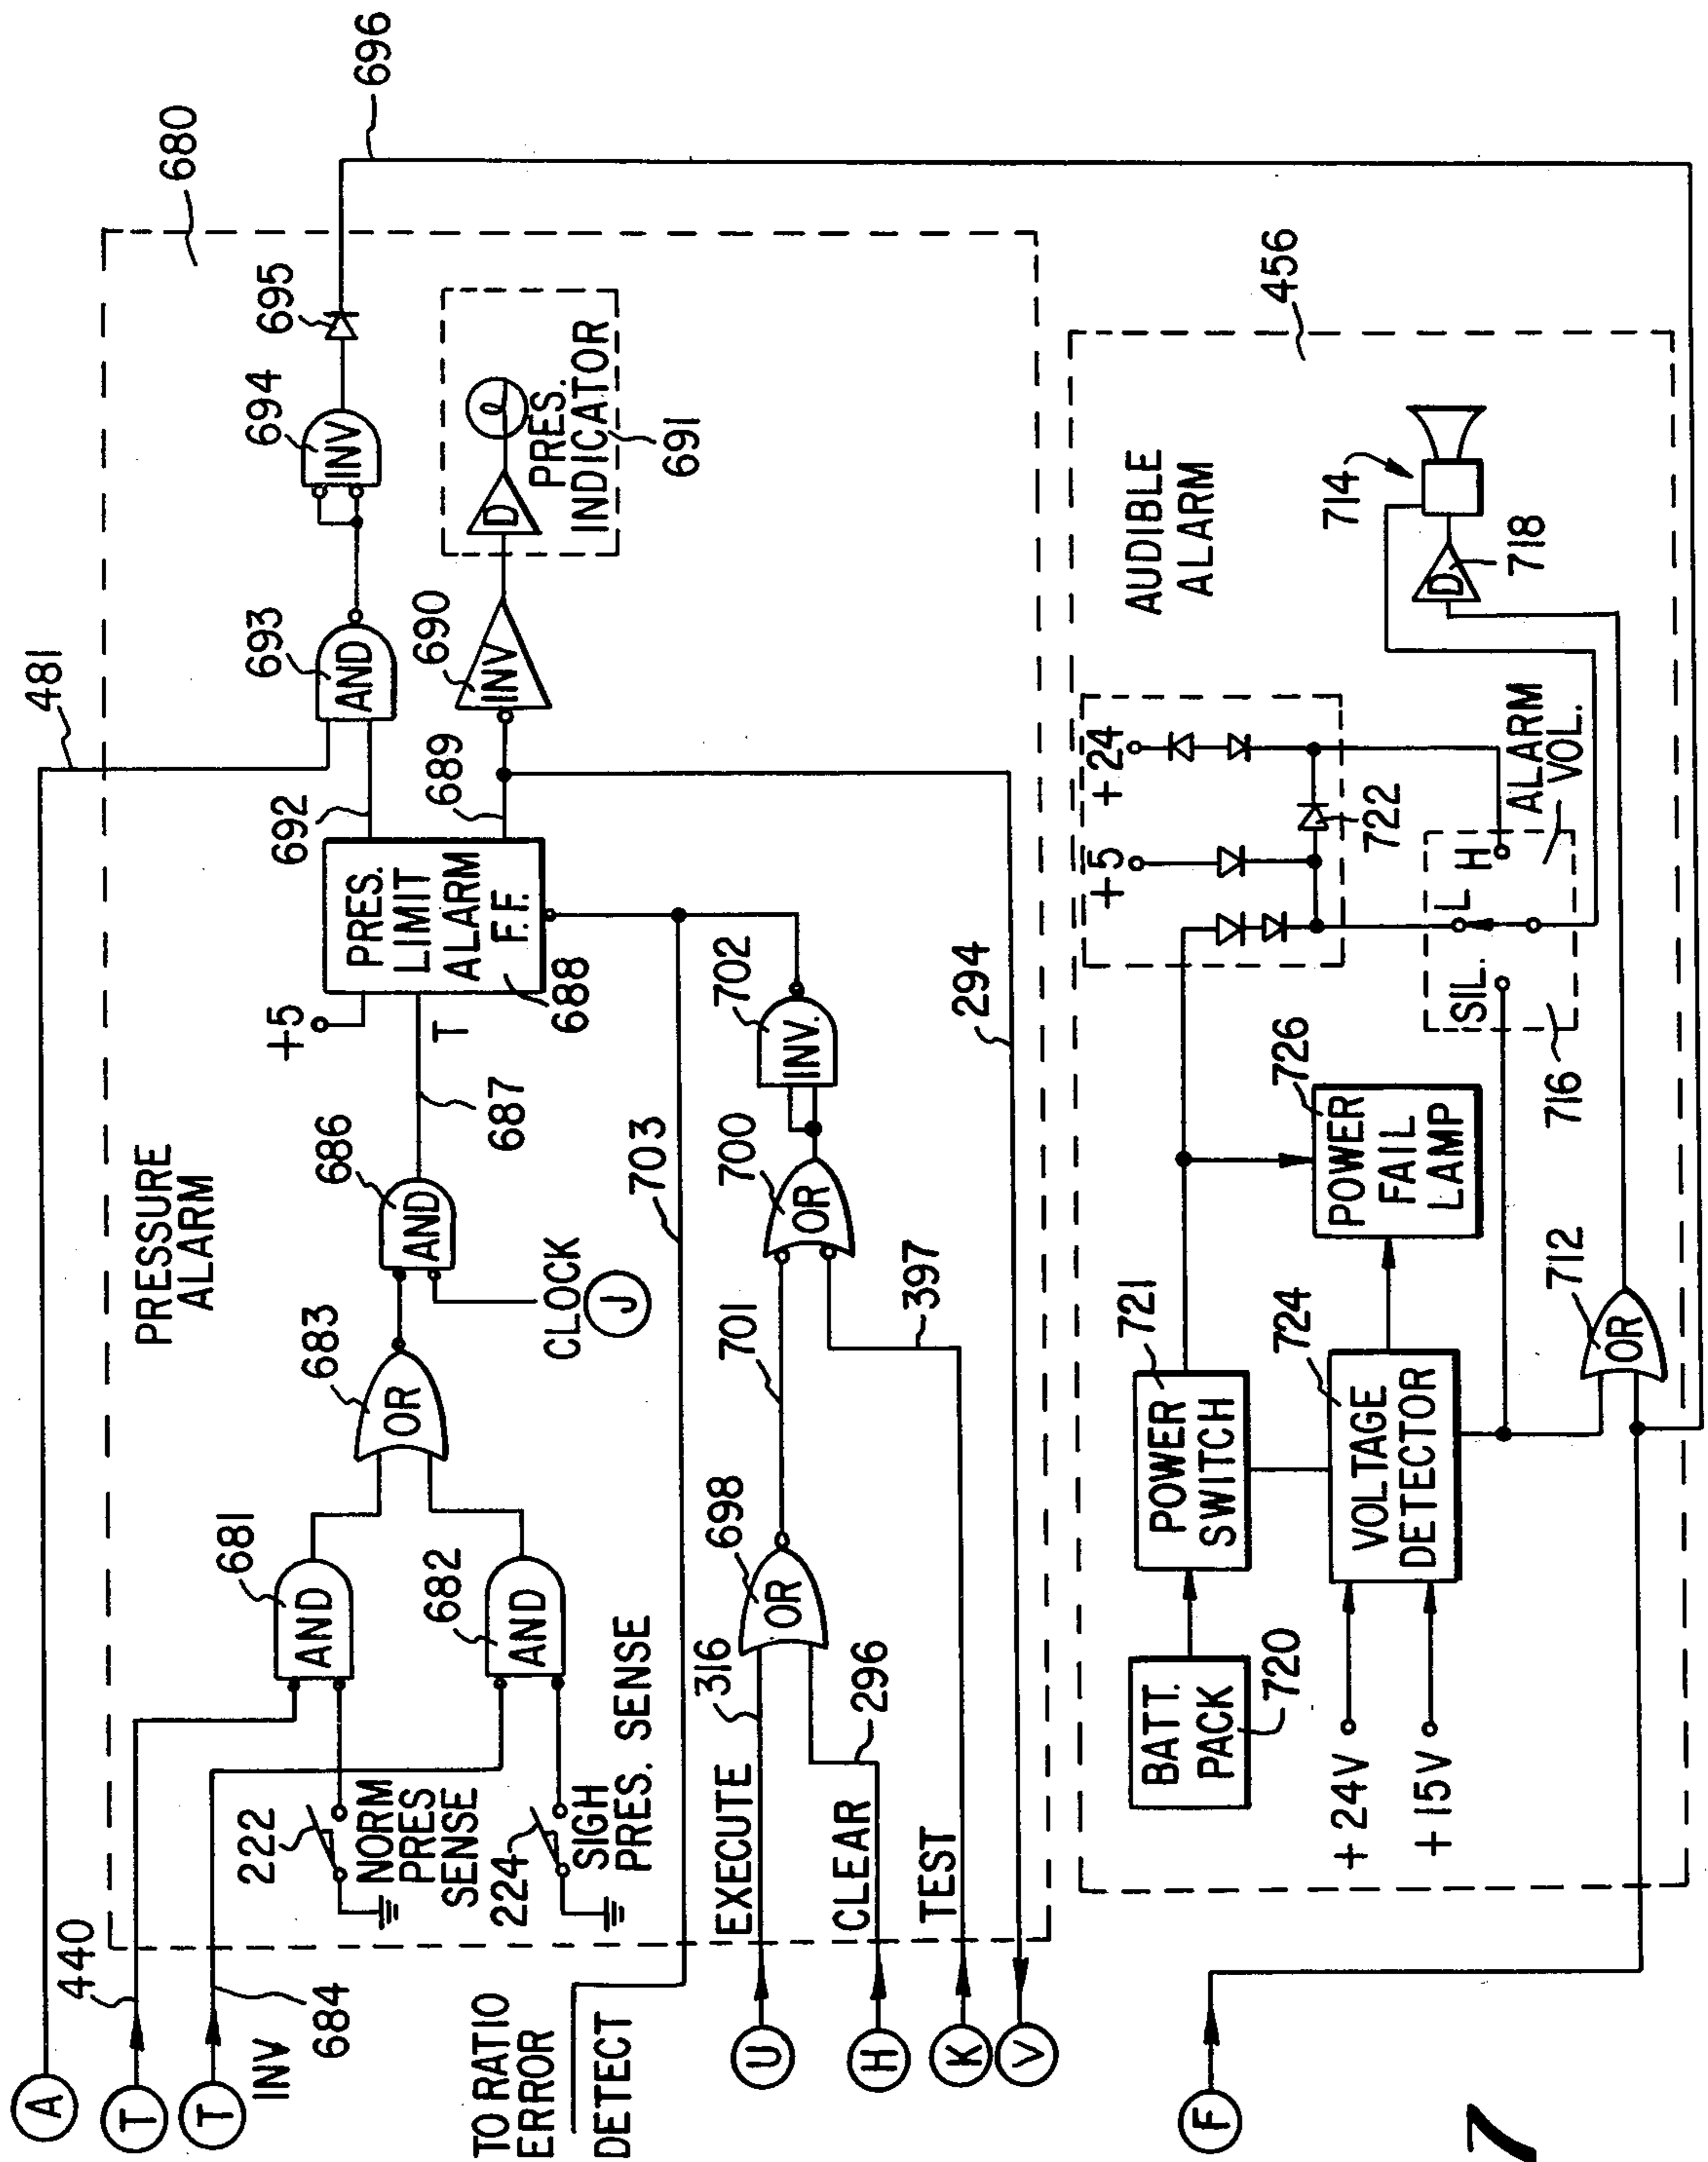 A
481
T
440
T
INV
684
PRESSURE
ALARM
680
696
AND
681
AND
682
222
NORM
PRES
SENSE
224
SIGH
PRES. SENSE
OR
683
AND
686
CLOCK
J
687
T
+5
PRES.
LIMIT
ALARM
F.F.
688
692
689
AND
693
INV
694
695
INV
690
D
PRES.
INDICATOR
691
TO RATIO
ERROR
DETECT
703
U
EXECUTE
316
H
CLEAR
296
K
TEST
397
V
294
OR
698
701
OR
700
INV.
702
456
AUDIBLE
ALARM
BATT.
PACK
720
POWER
SWITCH
721
+24V
+15V
VOLTAGE
DETECTOR
724
POWER
FAIL
LAMP
726
+5
+24
722
SIL.
L
H
ALARM
VOL.
716
OR
712
D
718
714
F
7